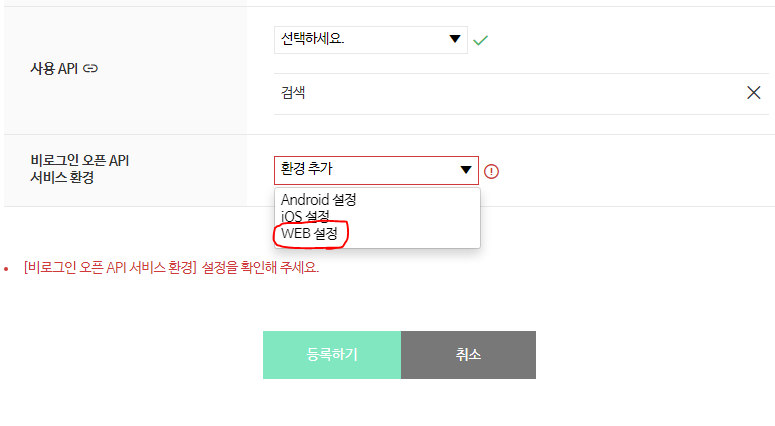 선택하세요.
사용 API
검색
비로그인 오픈 API
서비스 환경
환경 추가
Android 설정
iOS 설정
WEB 설정
[비로그인 오픈 API 서비스 환경] 설정을 확인해 주세요.
등록하기 취소